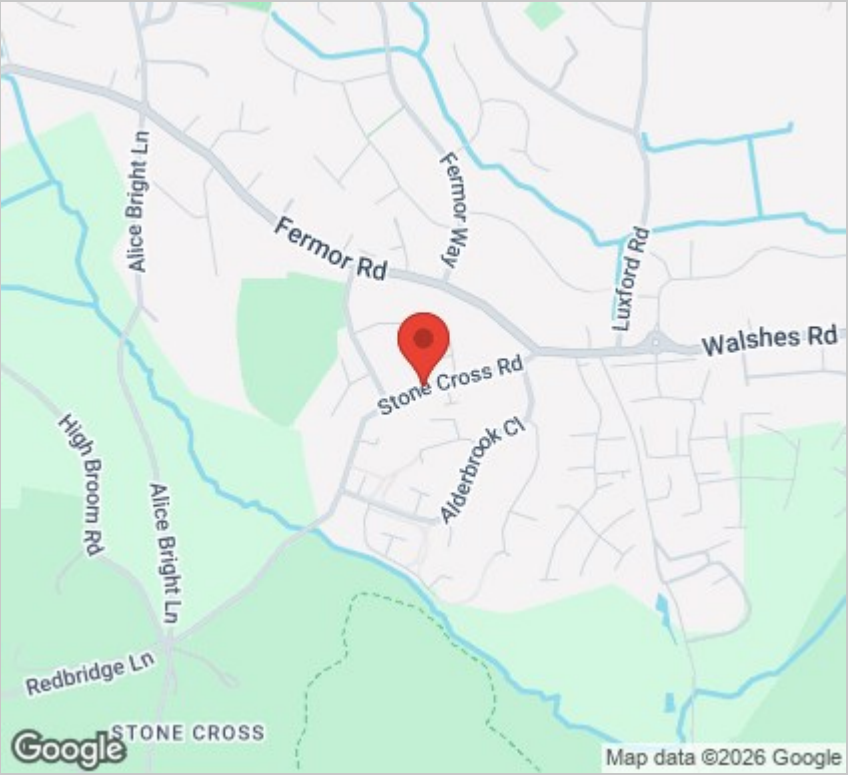 Alice Bright Ln
Fermor Way
Fermor Rd
Luxford Rd
Walshes Rd
Stone Cross Rd
Alderbrook Cl
High Broom Rd
Alice Bright Ln
Redbridge Ln
STONE CROSS
Google
Map data ©2026 Google